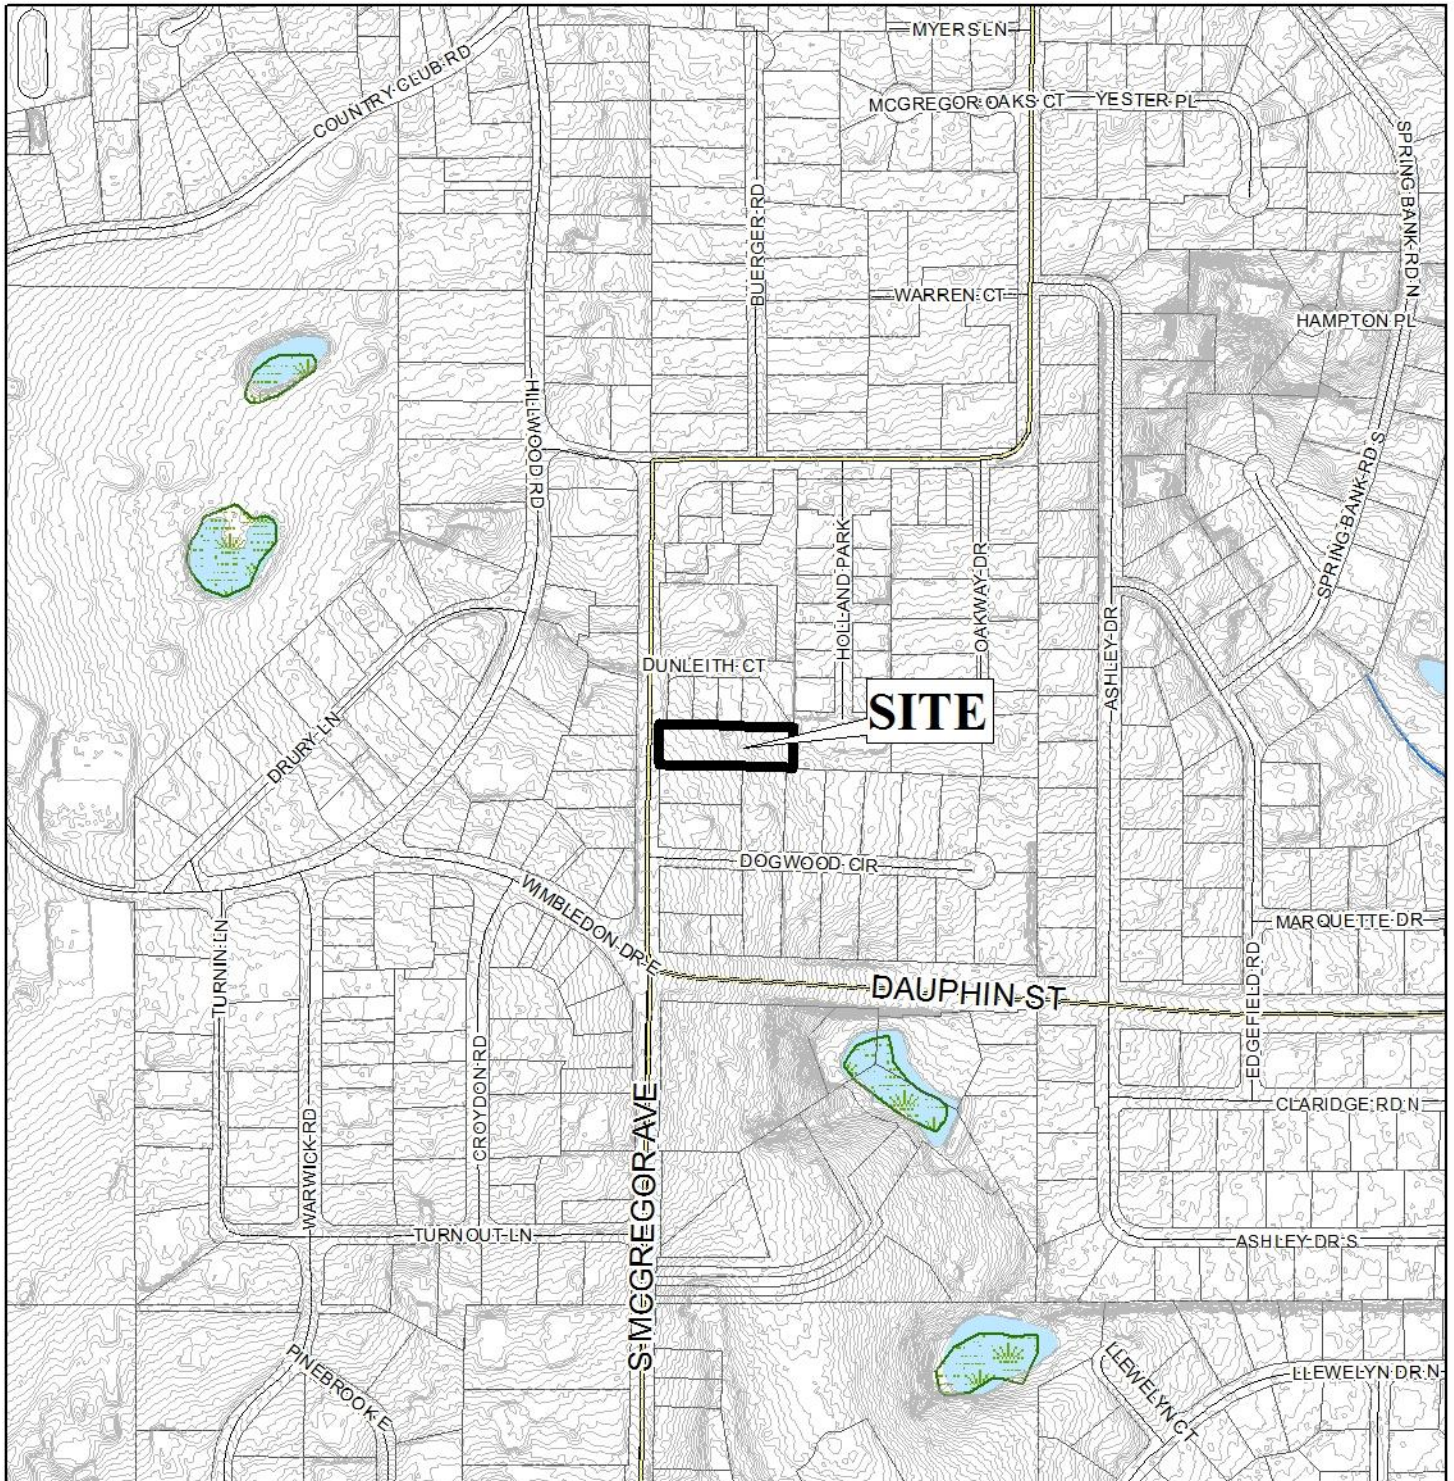 MYERS LN
COUNTRY CLUB RD
MCGREGOR OAKS CT
YESTER PL
SPRING BANK RD N
BUERGER RD
WARREN CT
HAMPTON PL
HILLWOOD RD
SPRING BANK RD S
HOLLAND PARK
OAKWAY DR
ASHLEY DR
DUNLEITH CT
SITE
DRURY LN
DOGWOOD CIR
WIMBLEDON DR E
MARQUETTE DR
TURNIN LN
EDGEFIELD RD
DAUPHIN ST
CROYDON RD
WARWICK RD
CLARIDGE RD N
S MCGREGOR AVE
TURNOUT LN
ASHLEY DR S
PINEBROOK E
LLEWELYN CT
LLEWELYN DR N